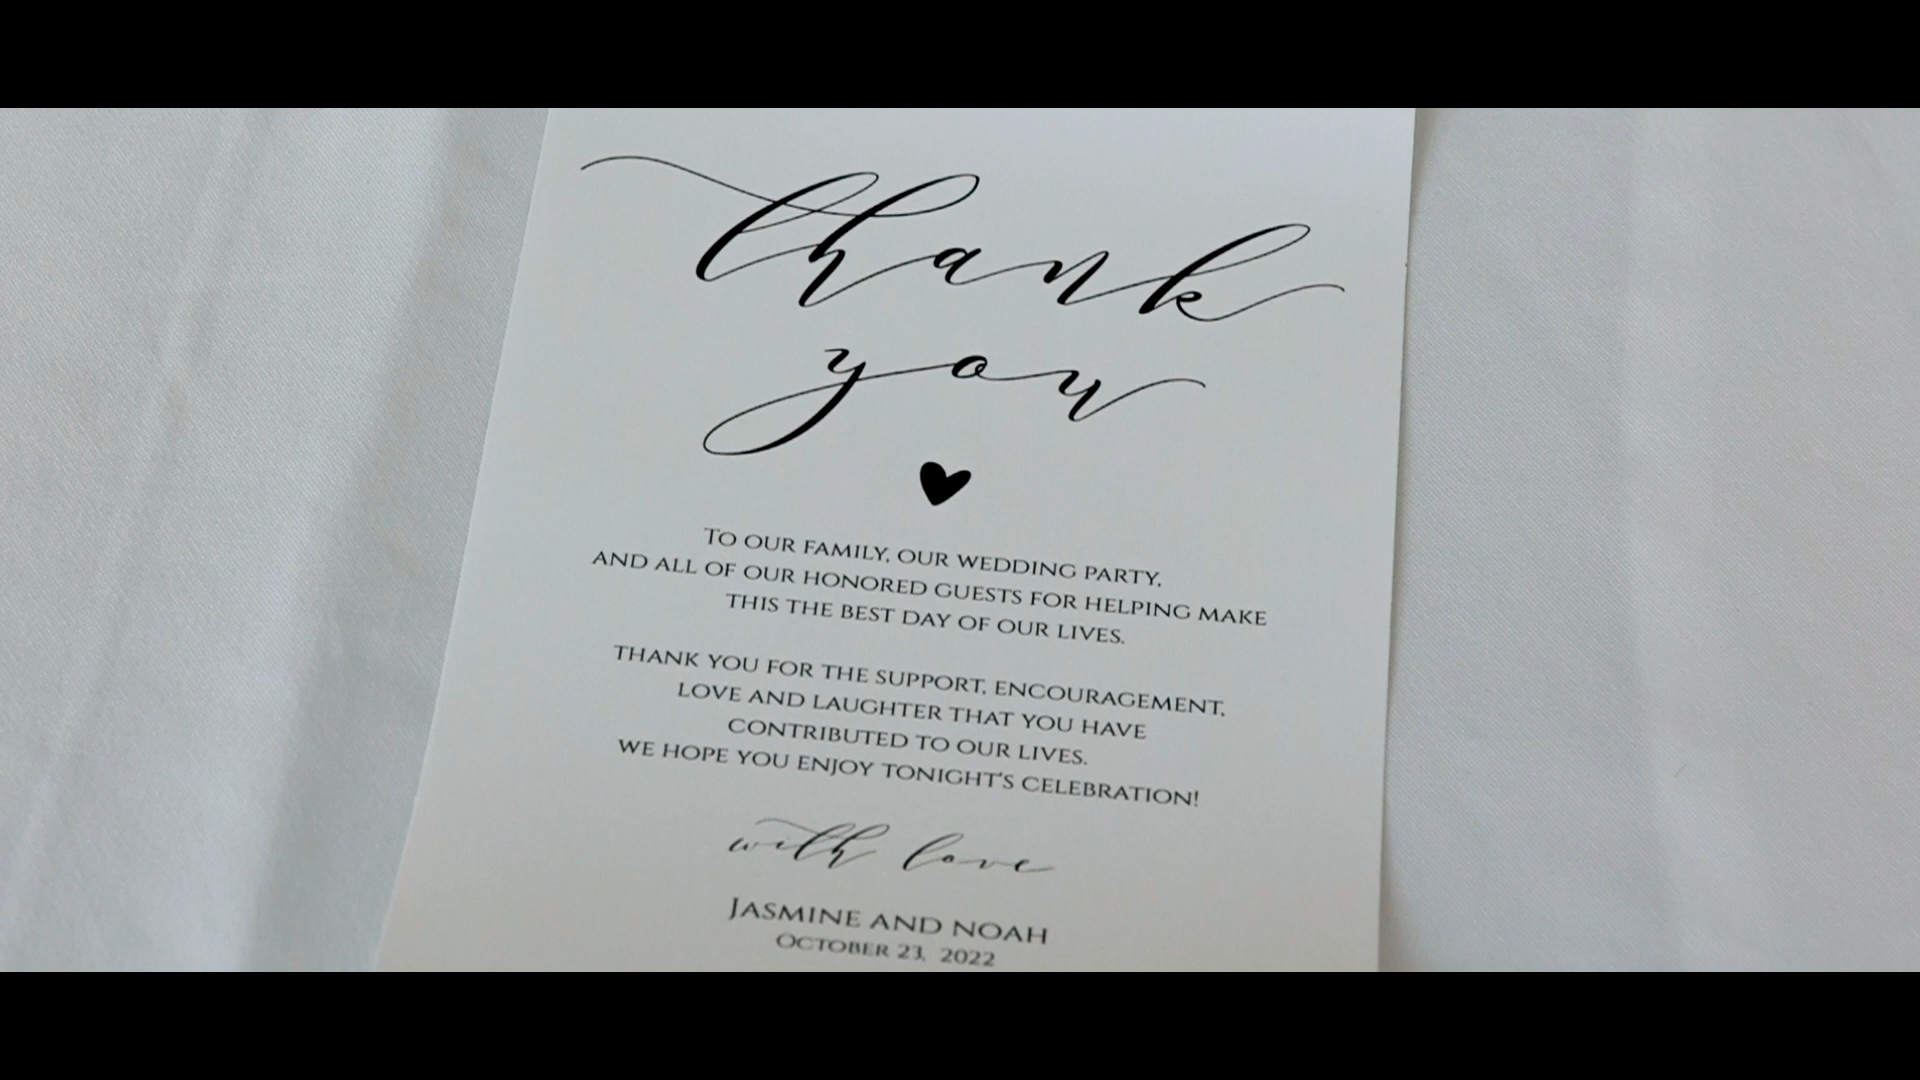 thank
you
TO OUR FAMILY, OUR WEDDING PARTY,
AND ALL OF OUR HONORED GUESTS FOR HELPING MAKE
THIS THE BEST DAY OF OUR LIVES.
THANK YOU FOR THE SUPPORT, ENCOURAGEMENT,
LOVE AND LAUGHTER THAT YOU HAVE
CONTRIBUTED TO OUR LIVES.
WE HOPE YOU ENJOY TONIGHT'S CELEBRATION!
with love
JASMINE AND NOAH
OCTOBER 23, 2022